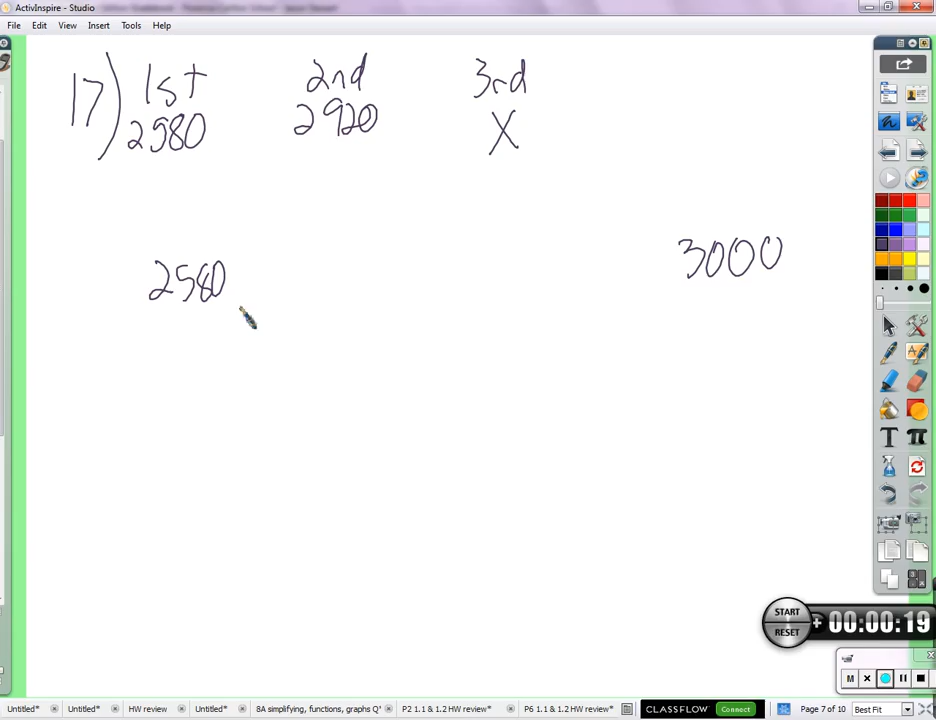 ActivInspire - Studio
File Edit View Insert Tools Help
17) 1st 2nd 3rd
2580 2920 X
3000
2580
START
RESET
00:00:19
M
Untitled* Untitled* HW review Untitled* 8A simplifying, functions, graphs Q' P2 1.1 & 1.2 HW review* P6 1.1 & 1.2 HW review* CLASSFLOW Connect Page 7 of 10 Best Fit